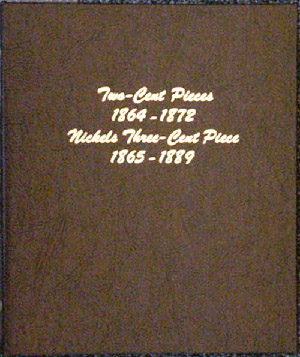 Two-Cent Pieces
1864-1872
Nickels Three-Cent Piece
1865-1889